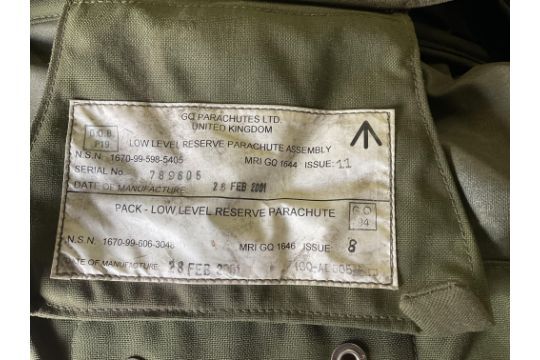 GQ PARACHUTES LTD.
UNITED KINGDOM
G.O.B P19
LOW LEVEL RESERVE PARACHUTE ASSEMBLY
N.S.N. 1670-99-598-5405 MRI GQ 1644 ISSUE: 11
SERIAL No 789605
DATE OF MANUFACTURE: 28 FEB 2001
PACK - LOW LEVEL RESERVE PARACHUTE
G.O 94
N.S.N. 1670-99-606-3048 MRI GQ 1646 ISSUE: 8
DATE OF MANUFACTURE: 28 FEB 2001